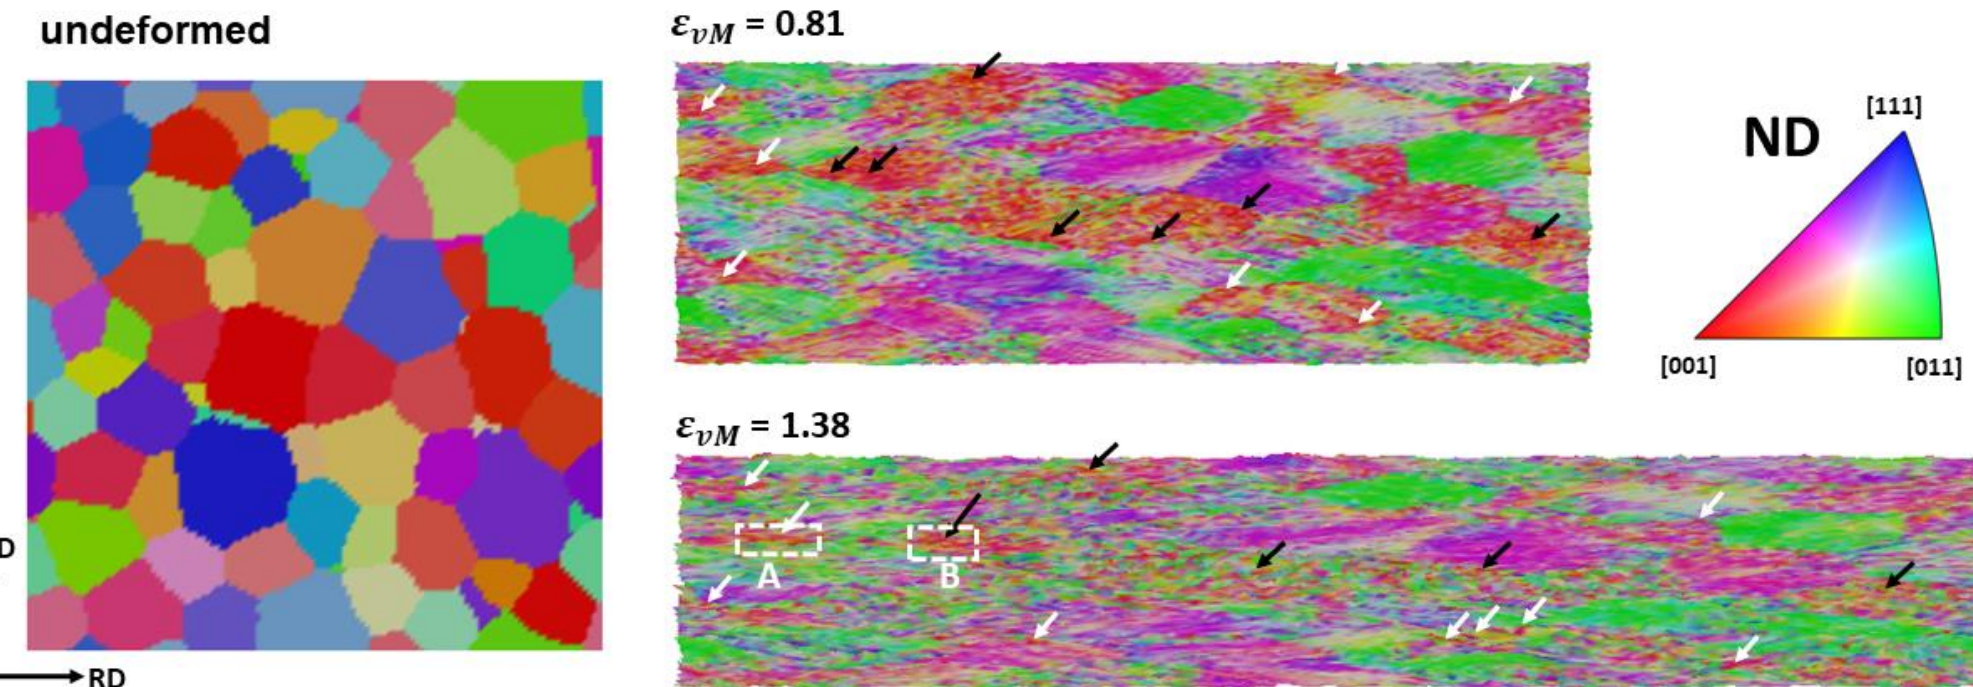 undeformed
D
RD
εvM = 0.81
ND
[111]
[001]
[011]
εvM = 1.38
A
B